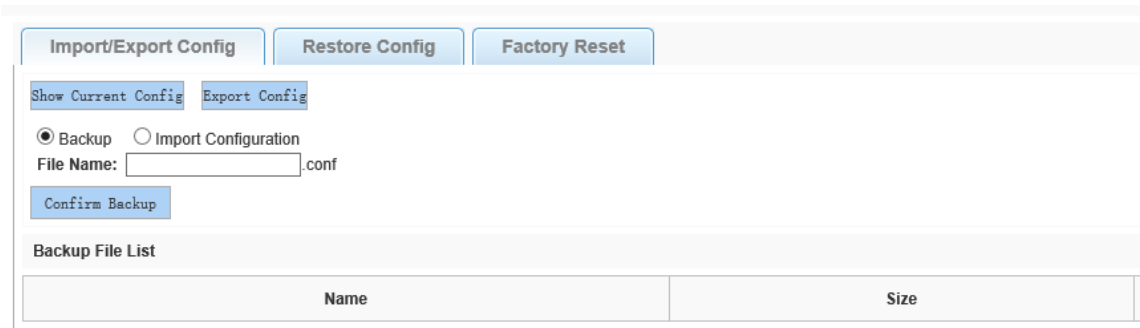 Import/Export Config Restore Config Factory Reset
Show Current Config Export Config
Backup Import Configuration
File Name: .conf
Confirm Backup
Backup File List
Name Size